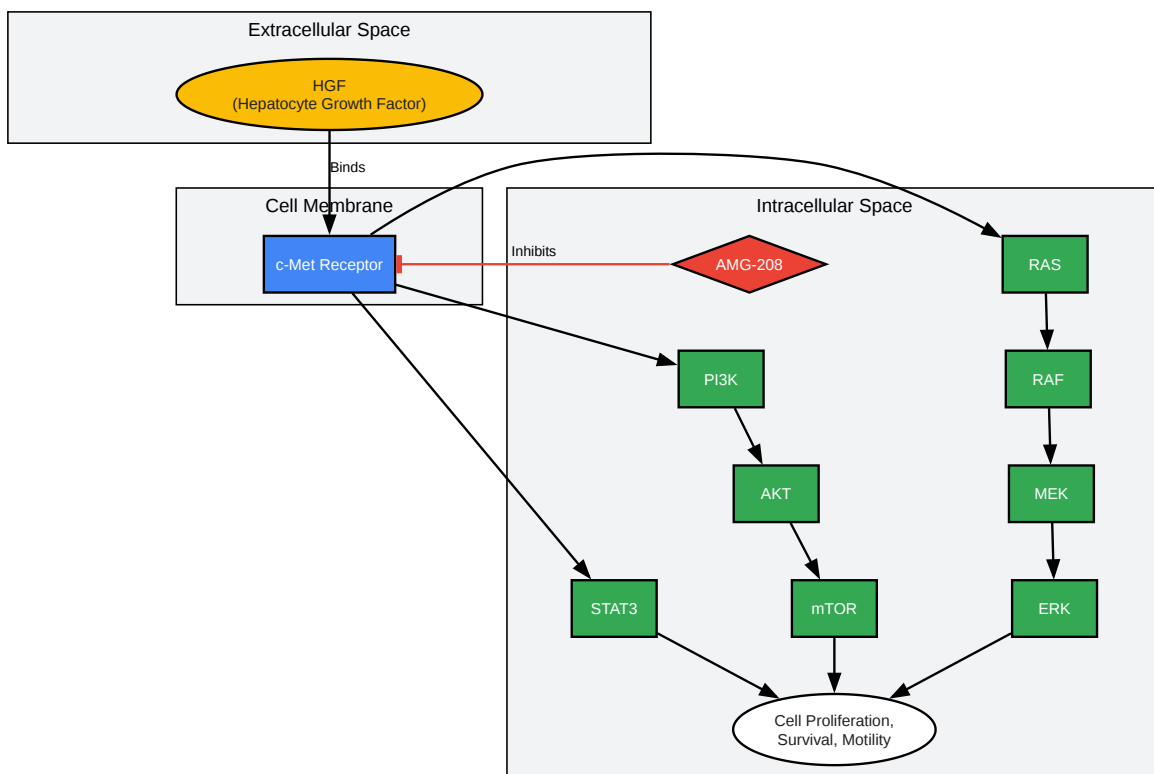 Extracellular Space
HGF
(Hepatocyte Growth Factor)
Binds
Cell Membrane
Intracellular Space
Inhibits
c-Met Receptor
AMG-208
RAS
PI3K
RAF
AKT
MEK
STAT3
mTOR
ERK
Cell Proliferation,
Survival, Motility